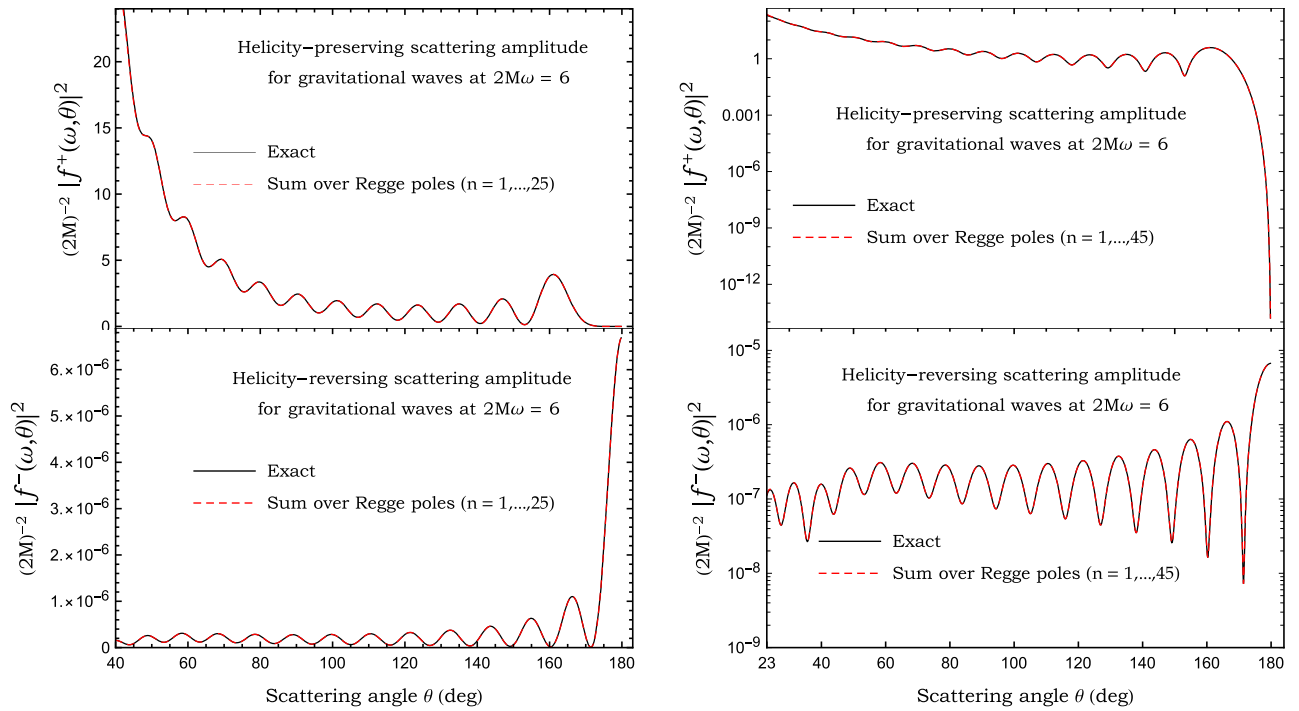 (2M)⁻² |f⁺(ω,θ)|²
20
15
10
5
0
Helicity−preserving scattering amplitude
for gravitational waves at 2Mω = 6
Exact
Sum over Regge poles (n = 1,...,25)
(2M)⁻² |f⁻(ω,θ)|²
6.×10⁻⁶
5.×10⁻⁶
4.×10⁻⁶
3.×10⁻⁶
2.×10⁻⁶
1.×10⁻⁶
0
Helicity−reversing scattering amplitude
for gravitational waves at 2Mω = 6
Exact
Sum over Regge poles (n = 1,...,25)
40 60 80 100 120 140 160 180
Scattering angle θ (deg)
(2M)⁻² |f⁺(ω,θ)|²
1
0.001
10⁻⁶
10⁻⁹
10⁻¹²
Helicity−preserving scattering amplitude
for gravitational waves at 2Mω = 6
Exact
Sum over Regge poles (n = 1,...,45)
(2M)⁻² |f⁻(ω,θ)|²
10⁻⁵
10⁻⁶
10⁻⁷
10⁻⁸
10⁻⁹
Helicity−reversing scattering amplitude
for gravitational waves at 2Mω = 6
Exact
Sum over Regge poles (n = 1,...,45)
23 40 60 80 100 120 140 160 180
Scattering angle θ (deg)